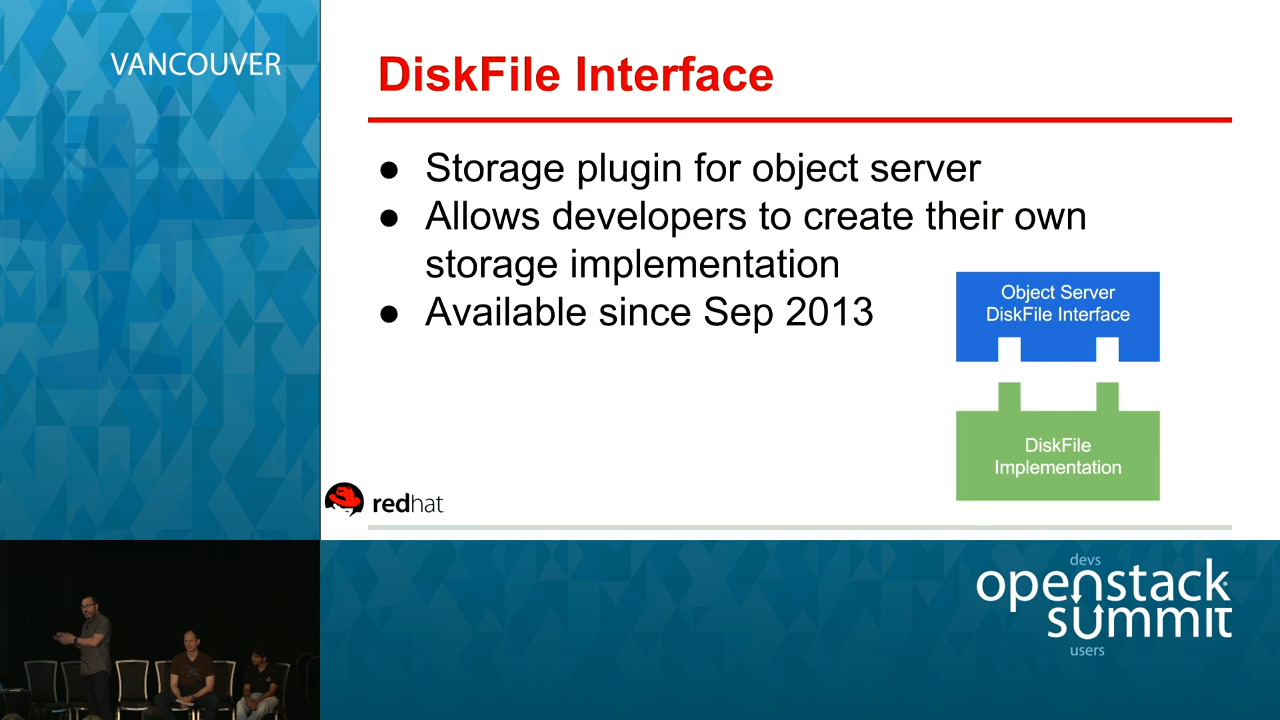 VANCOUVER
DiskFile Interface
● Storage plugin for object server
● Allows developers to create their own
storage implementation
● Available since Sep 2013
Object Server
DiskFile Interface
DiskFile
Implementation
redhat
devs
openstack
summit
users